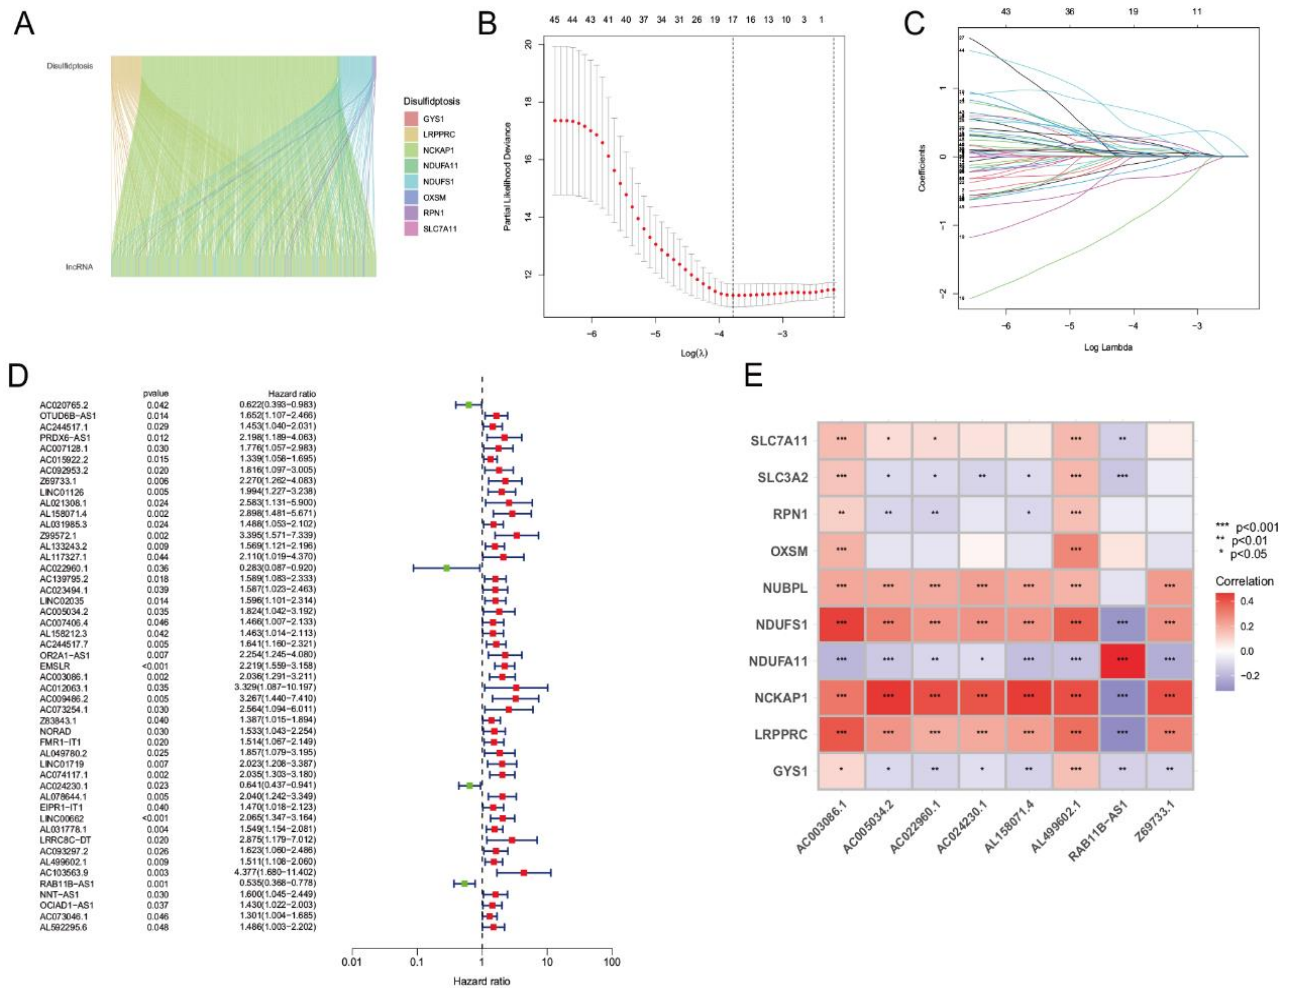 A
Disulfidptosis
lncRNA
Disulfidptosis
GYS1
LRPPRC
NCKAP1
NDUFA11
NDUFS1
OXSM
RPN1
SLC7A11
B
45 44 43 41 40 37 34 31 26 19 17 16 13 10 3 1
Partial Likelihood Deviance
20
18
16
14
12
−6 −5 −4 −3
Log(λ)
C
43 36 19 11
Coefficients
1
0
−1
−2
−6 −5 −4 −3
Log Lambda
D
pvalue Hazard ratio
AC020765.2 0.042 0.622(0.393−0.983)
OTUD6B−AS1 0.014 1.652(1.107−2.466)
AC244517.1 0.029 1.453(1.040−2.031)
PRDX6−AS1 0.012 2.198(1.189−4.063)
AC007128.1 0.030 1.776(1.057−2.983)
AC015922.2 0.015 1.339(1.058−1.695)
AC092953.2 0.020 1.816(1.097−3.005)
Z69733.1 0.006 2.270(1.262−4.083)
LINC01126 0.005 1.994(1.227−3.238)
AL021308.1 0.024 2.583(1.131−5.900)
AL158071.4 0.002 2.898(1.481−5.671)
AL031985.3 0.024 1.488(1.053−2.102)
Z99572.1 0.002 3.395(1.571−7.339)
AL133243.2 0.009 1.569(1.121−2.196)
AL117327.1 0.044 2.110(1.019−4.370)
AC022960.1 0.036 0.283(0.087−0.920)
AC139795.2 0.018 1.589(1.083−2.333)
AC023494.1 0.039 1.587(1.023−2.463)
LINC02035 0.014 1.596(1.101−2.314)
AC005034.2 0.035 1.824(1.042−3.192)
AC007406.4 0.046 1.466(1.007−2.133)
AL158212.3 0.042 1.463(1.014−2.113)
AC244517.7 0.005 1.641(1.160−2.321)
OR2A1−AS1 0.007 2.254(1.245−4.080)
EMSLR <0.001 2.219(1.559−3.158)
AC003086.1 0.002 2.036(1.291−3.211)
AC012063.1 0.035 3.329(1.087−10.197)
AC009486.2 0.005 3.267(1.440−7.410)
AC073254.1 0.030 2.564(1.094−6.011)
Z83843.1 0.040 1.387(1.015−1.894)
NORAD 0.030 1.533(1.043−2.254)
FMR1−IT1 0.020 1.514(1.067−2.149)
AL049780.2 0.025 1.857(1.079−3.195)
LINC01719 0.007 2.023(1.208−3.387)
AC074117.1 0.002 2.035(1.303−3.180)
AC024230.1 0.023 0.641(0.437−0.941)
AL078644.1 0.005 2.040(1.242−3.349)
EIPR1−IT1 0.040 1.470(1.018−2.123)
LINC00662 <0.001 2.065(1.347−3.164)
AL031778.1 0.004 1.549(1.154−2.081)
LRRC8C−DT 0.020 2.875(1.179−7.012)
AC093297.2 0.026 1.623(1.060−2.486)
AL499602.1 0.009 1.511(1.108−2.060)
AC103563.9 0.003 4.377(1.680−11.402)
RAB11B−AS1 0.001 0.535(0.368−0.778)
NNT−AS1 0.030 1.600(1.045−2.449)
OCIAD1−AS1 0.037 1.430(1.022−2.003)
AC073046.1 0.046 1.301(1.004−1.685)
AL592295.6 0.048 1.486(1.003−2.202)
0.01 0.1 1 10 100
Hazard ratio
E
SLC7A11 *** * * *** **
SLC3A2 *** * * ** * *** ***
RPN1 ** ** ** * ***
OXSM *** ***
NUBPL *** *** *** *** *** *** ***
NDUFS1 *** *** *** *** *** *** *** ***
NDUFA11 *** *** ** * *** *** *** ***
NCKAP1 *** *** *** *** *** *** *** ***
LRPPRC *** *** *** *** *** *** *** ***
GYS1 * * ** * ** *** ** **
AC003086.1
AC005034.2
AC022960.1
AC024230.1
AL158071.4
AL499602.1
RAB11B−AS1
Z69733.1
*** p<0.001
** p<0.01
* p<0.05
Correlation
0.4
0.2
0.0
−0.2